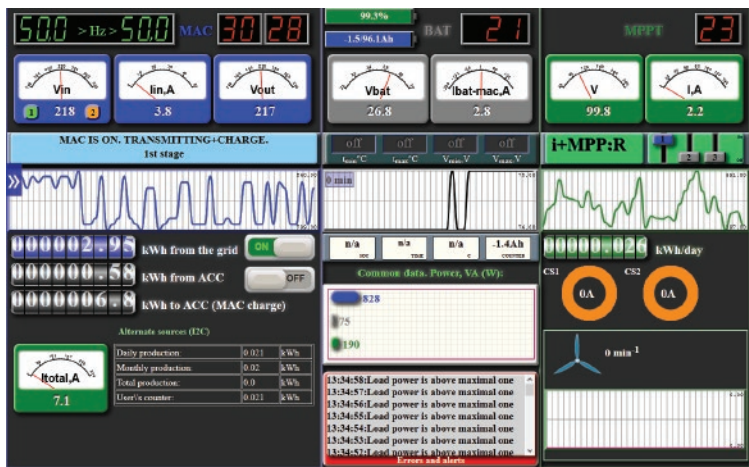 50.0 > Hz > 50.0 MAC 30 28
Vin
1 218 2
Iin,A
3.8
Vout
217
MAC IS ON. TRANSMITTING+CHARGE.
1st stage
000002.95 kWh from the grid ON
00000.58 kWh from ACC OFF
000006.8 kWh to ACC (MAC charge)
Alternate sources (I2C)
Itotal,A
7.1
Daily production 0.021 kWh
Monthly production: 0.02 kWh
Total production: 0.0 kWh
User\'s counter: 0.021 kWh
99.3%
-1.5/96.1Ah
BAT 21
Vbat
26.8
Ibat-mac,A
2.8
off off off off
0 min
n/a n/a n/a -1.4Ah
TIME C COUNTER
Common data. Power, VA (W):
828
75
190
13:34:58:Load power is above maximal one
13:34:57:Load power is above maximal one
13:34:56:Load power is above maximal one
13:34:55:Load power is above maximal one
13:34:54:Load power is above maximal one
13:34:53:Load power is above maximal one
13:34:52:Load power is above maximal one
Errors and alerts
MPPT 23
V
99.8
I,A
2.2
i+MPP:R
1 2 3
00000.026 kWh/day
CS1 CS2
0A 0A
0 min -1